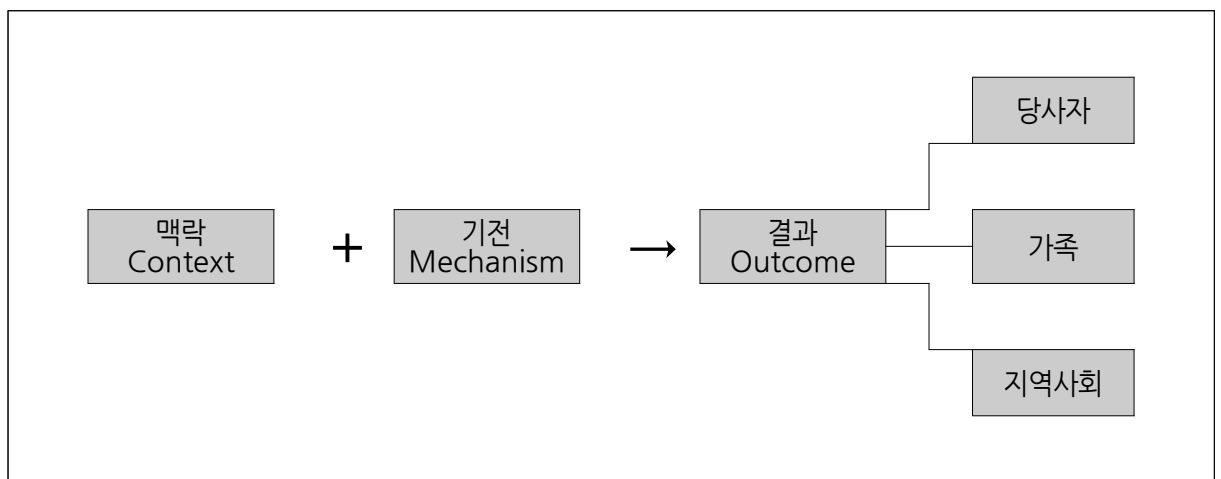 당사자
맥락
Context
+
기전
Mechanism
→
결과
Outcome
가족
지역사회